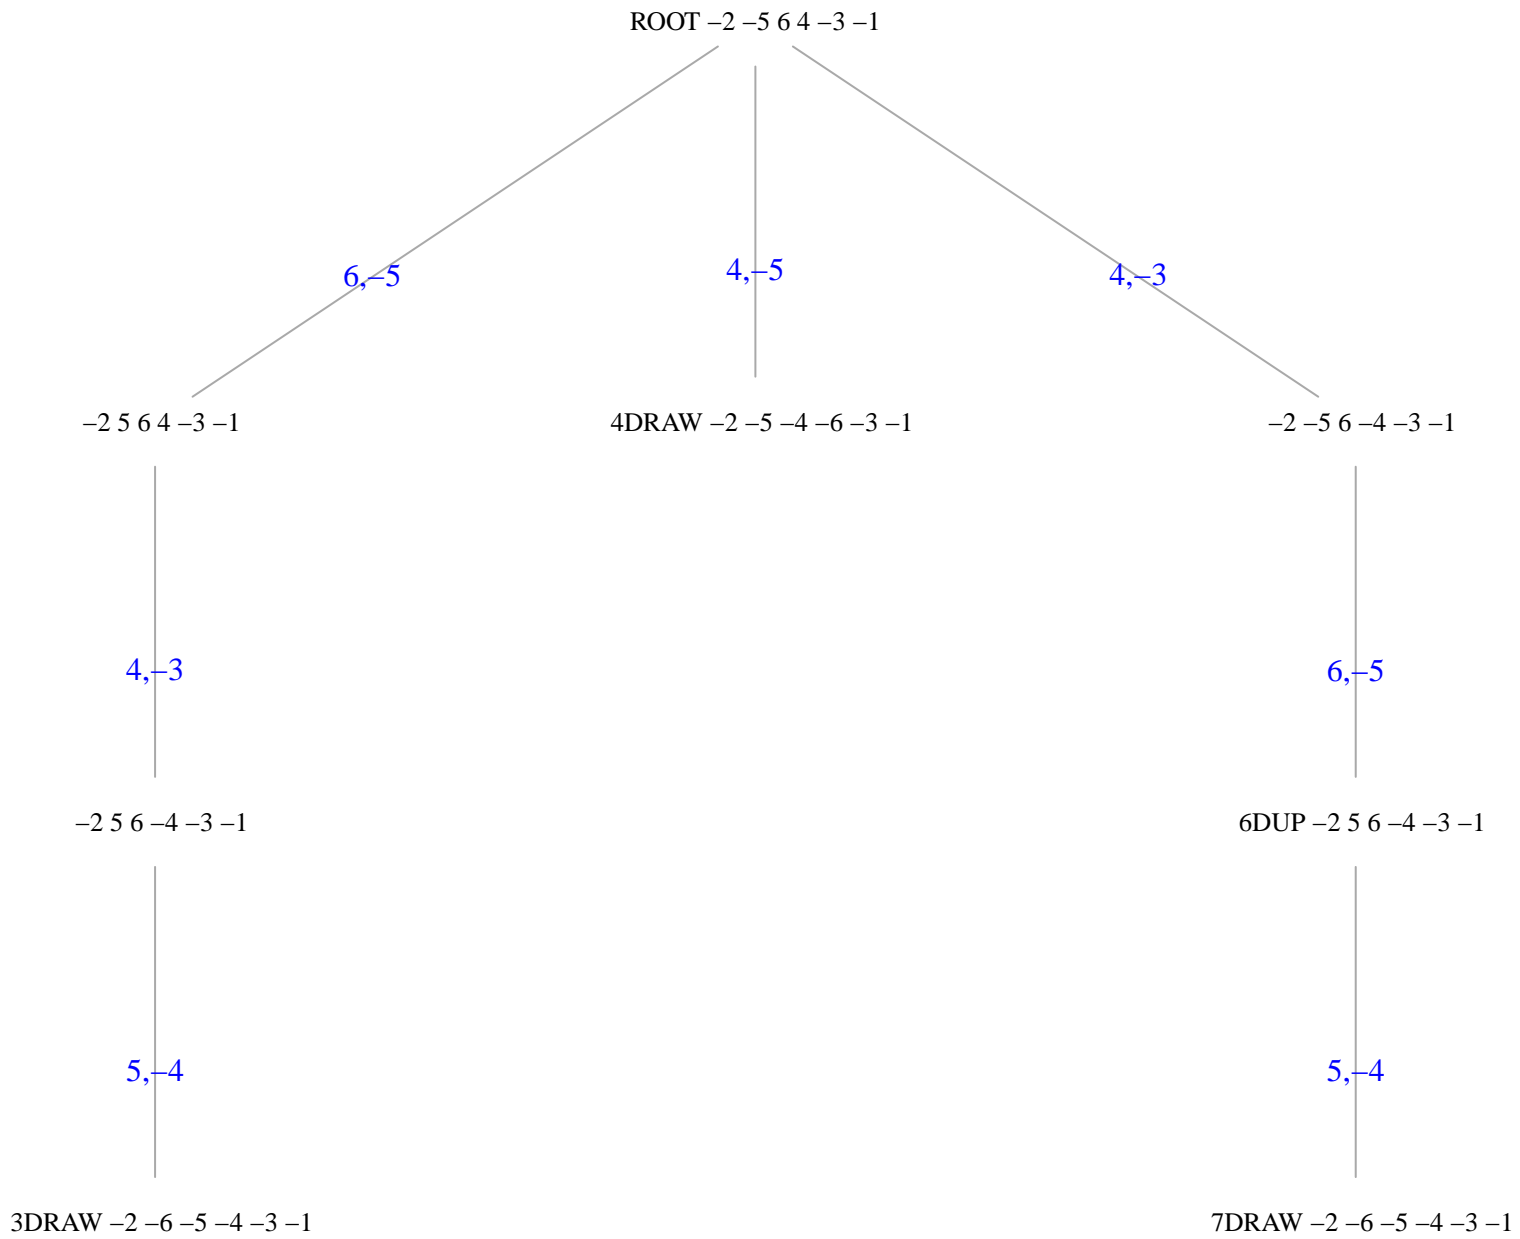 ROOT –2 –5 6 4 –3 –1
6,–5
4,–5
4,–3
–2 5 6 4 –3 –1
4DRAW –2 –5 –4 –6 –3 –1
–2 –5 6 –4 –3 –1
4,–3
6,–5
–2 5 6 –4 –3 –1
6DUP –2 5 6 –4 –3 –1
5,–4
5,–4
3DRAW –2 –6 –5 –4 –3 –1
7DRAW –2 –6 –5 –4 –3 –1